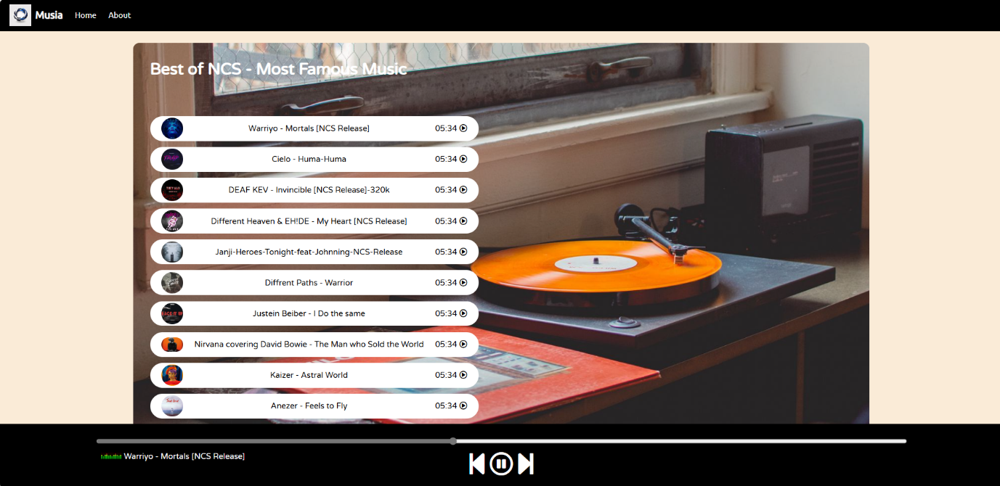 Musia Home About
Best of NCS - Most Famous Music
Warriyo - Mortals [NCS Release] 05:34
Cielo - Huma-Huma 05:34
DEAF KEV - Invincible [NCS Release]-320k 05:34
Different Heaven & EH!DE - My Heart [NCS Release] 05:34
Janji-Heroes-Tonight-feat-Johnning-NCS-Release 05:34
Diffrent Paths - Warrior 05:34
Justein Beiber - I Do the same 05:34
Nirvana covering David Bowie - The Man who Sold the World 05:34
Kaizer - Astral World 05:34
Anezer - Feels to Fly 05:34
Warriyo - Mortals [NCS Release]